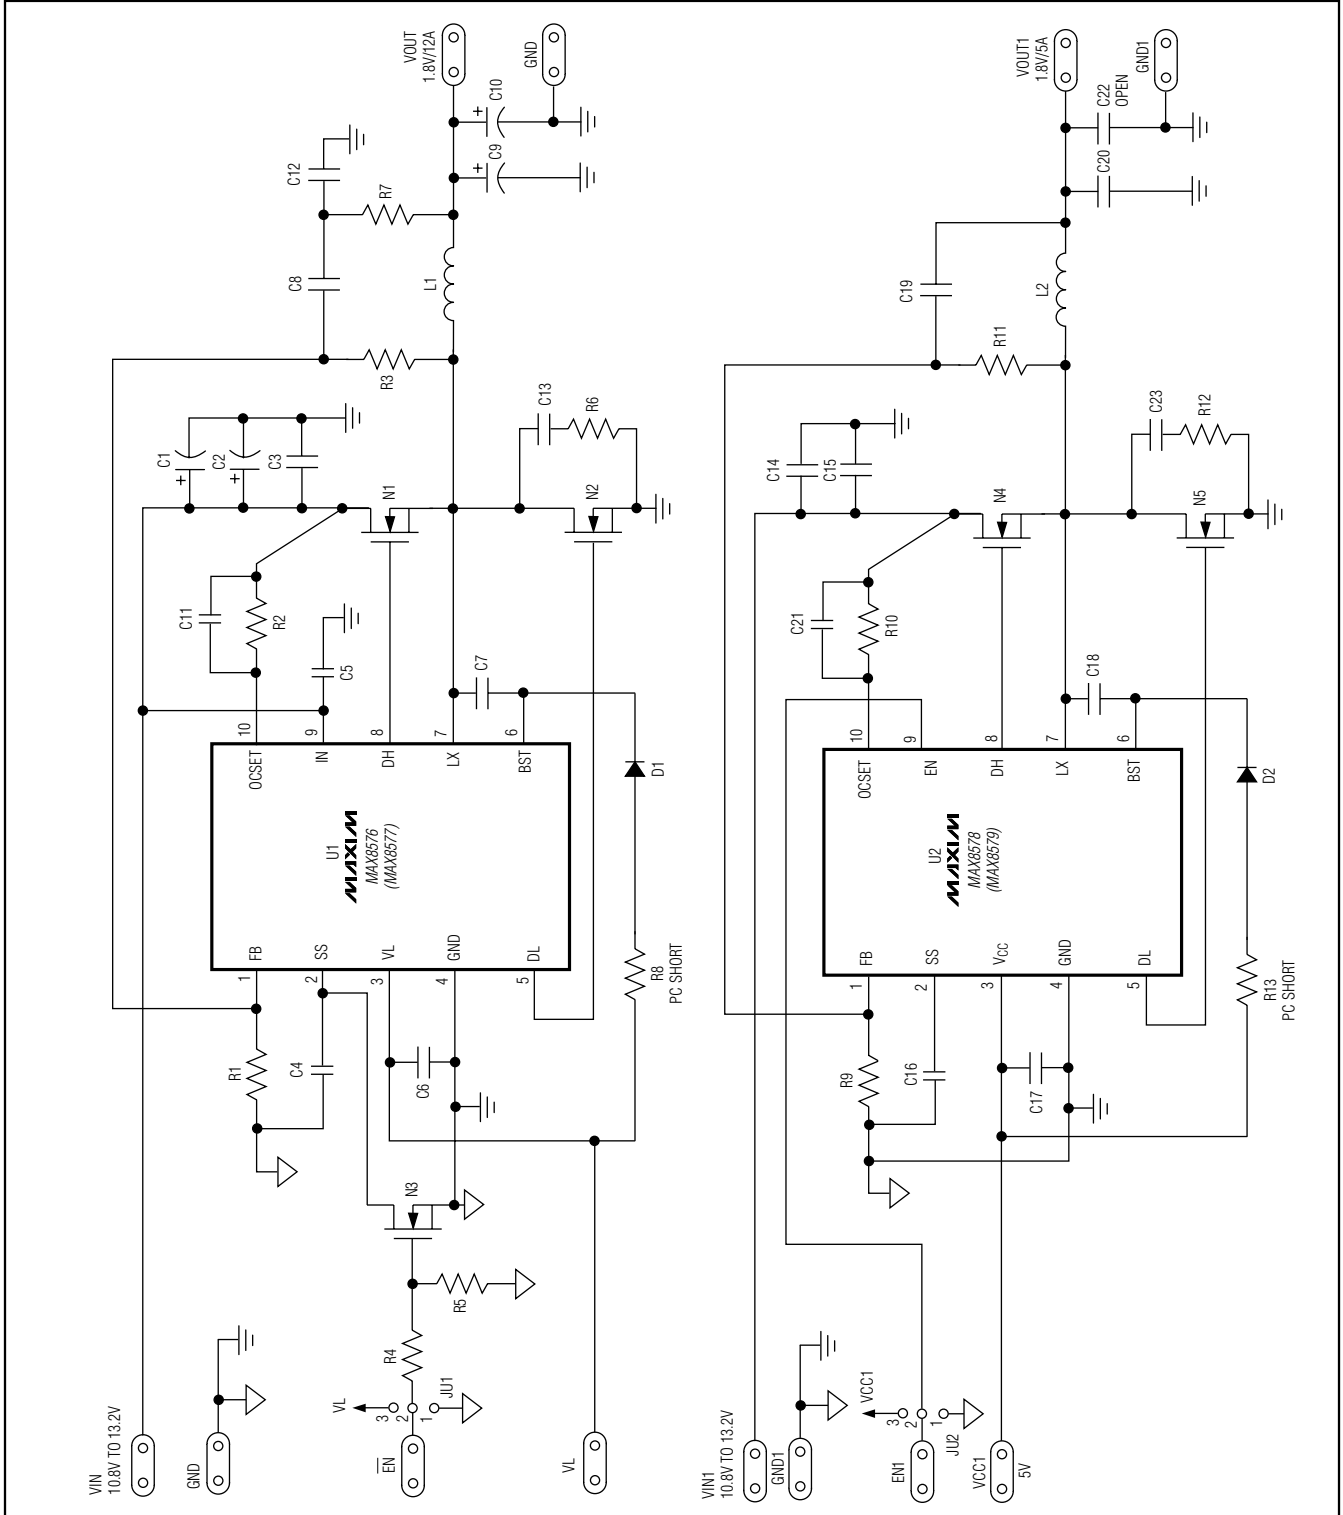 VOUT
1.8V/12A
GND
C10
C9
C12
R7
C8
L1
R3
C13
R6
C1
C2
C3
N1
N2
C11
R2
C5
C7
10
9
8
7
6
OCSET
IN
DH
LX
BST
D1
U1
MAXIM
MAX8576
(MAX8577)
FB
SS
VL
GND
DL
1
2
3
4
5
R8
PC SHORT
R1
C4
C6
N3
R5
R4
JU1
VL
3
2
1
VIN
10.8V TO 13.2V
GND
EN
VL
VOUT1
1.8V/5A
GND1
C22
OPEN
C20
C19
L2
R11
C23
R12
C14
C15
N4
N5
C21
R10
C18
10
9
8
7
6
OCSET
EN
DH
LX
BST
D2
U2
MAXIM
MAX8578
(MAX8579)
FB
SS
VCC
GND
DL
1
2
3
4
5
R13
PC SHORT
R9
C16
C17
VCC1
3
2
1
JU2
VIN1
10.8V TO 13.2V
GND1
EN1
VCC1
5V